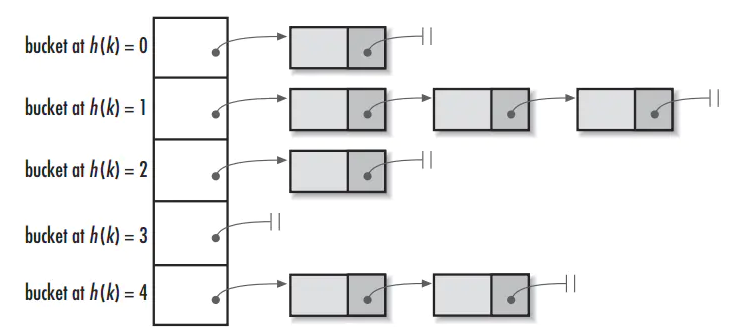 bucket at h(k) = 0
bucket at h(k) = 1
bucket at h(k) = 2
bucket at h(k) = 3
bucket at h(k) = 4